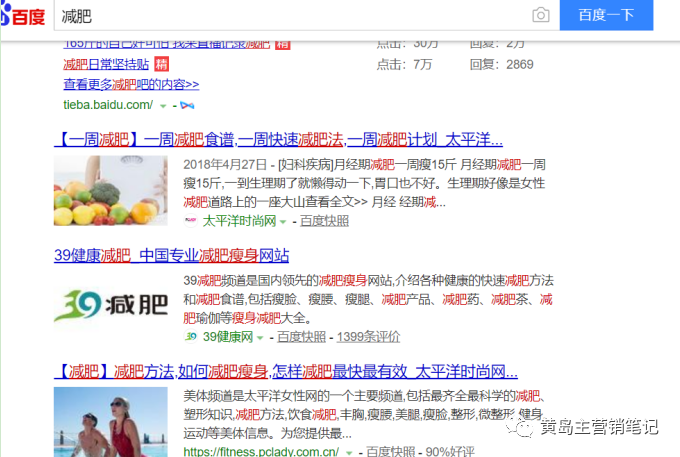 百度 减肥 百度一下
165斤的自己好可怕 我来直播记录减肥 精 点击：30万 回复：2万
减肥日常坚持贴 精 点击：7万 回复：2869
查看更多减肥吧的内容>>
tieba.baidu.com/ -
【一周减肥】一周减肥食谱,一周快速减肥法,一周减肥计划_太平洋...
2018年4月27日 - [妇科疾病]月经期减肥一周瘦15斤 月经期减肥一周
瘦15斤,一到生理期了就懒得动一下,胃口也不好。生理期好像是女性
减肥道路上的一座大山查看全文>> 月经 经期减...
太平洋时尚网 - 百度快照
39健康减肥_中国专业减肥瘦身网站
39减肥频道是国内领先的减肥瘦身网站,介绍各种健康的快速减肥方法
39减肥
和减肥食谱,包括瘦脸、瘦腰、瘦腿、减肥产品、减肥药、减肥茶、减
肥瑜伽等瘦身减肥大全。
39健康网 - 百度快照 - 1399条评价
【减肥】减肥方法,如何减肥瘦身,怎样减肥最快最有效_太平洋时尚网...
美体频道是太平洋女性网的一个主要频道,包括最齐全最科学的减肥、
塑形知识,减肥方法,饮食减肥,丰胸,瘦腰,美腿,瘦脸,整形,微整形,健身,
运动等美体信息。为您提供最...
黄岛主营销笔记
https://fitness.pclady.com.cn/ - 百度快照 - 90%好评